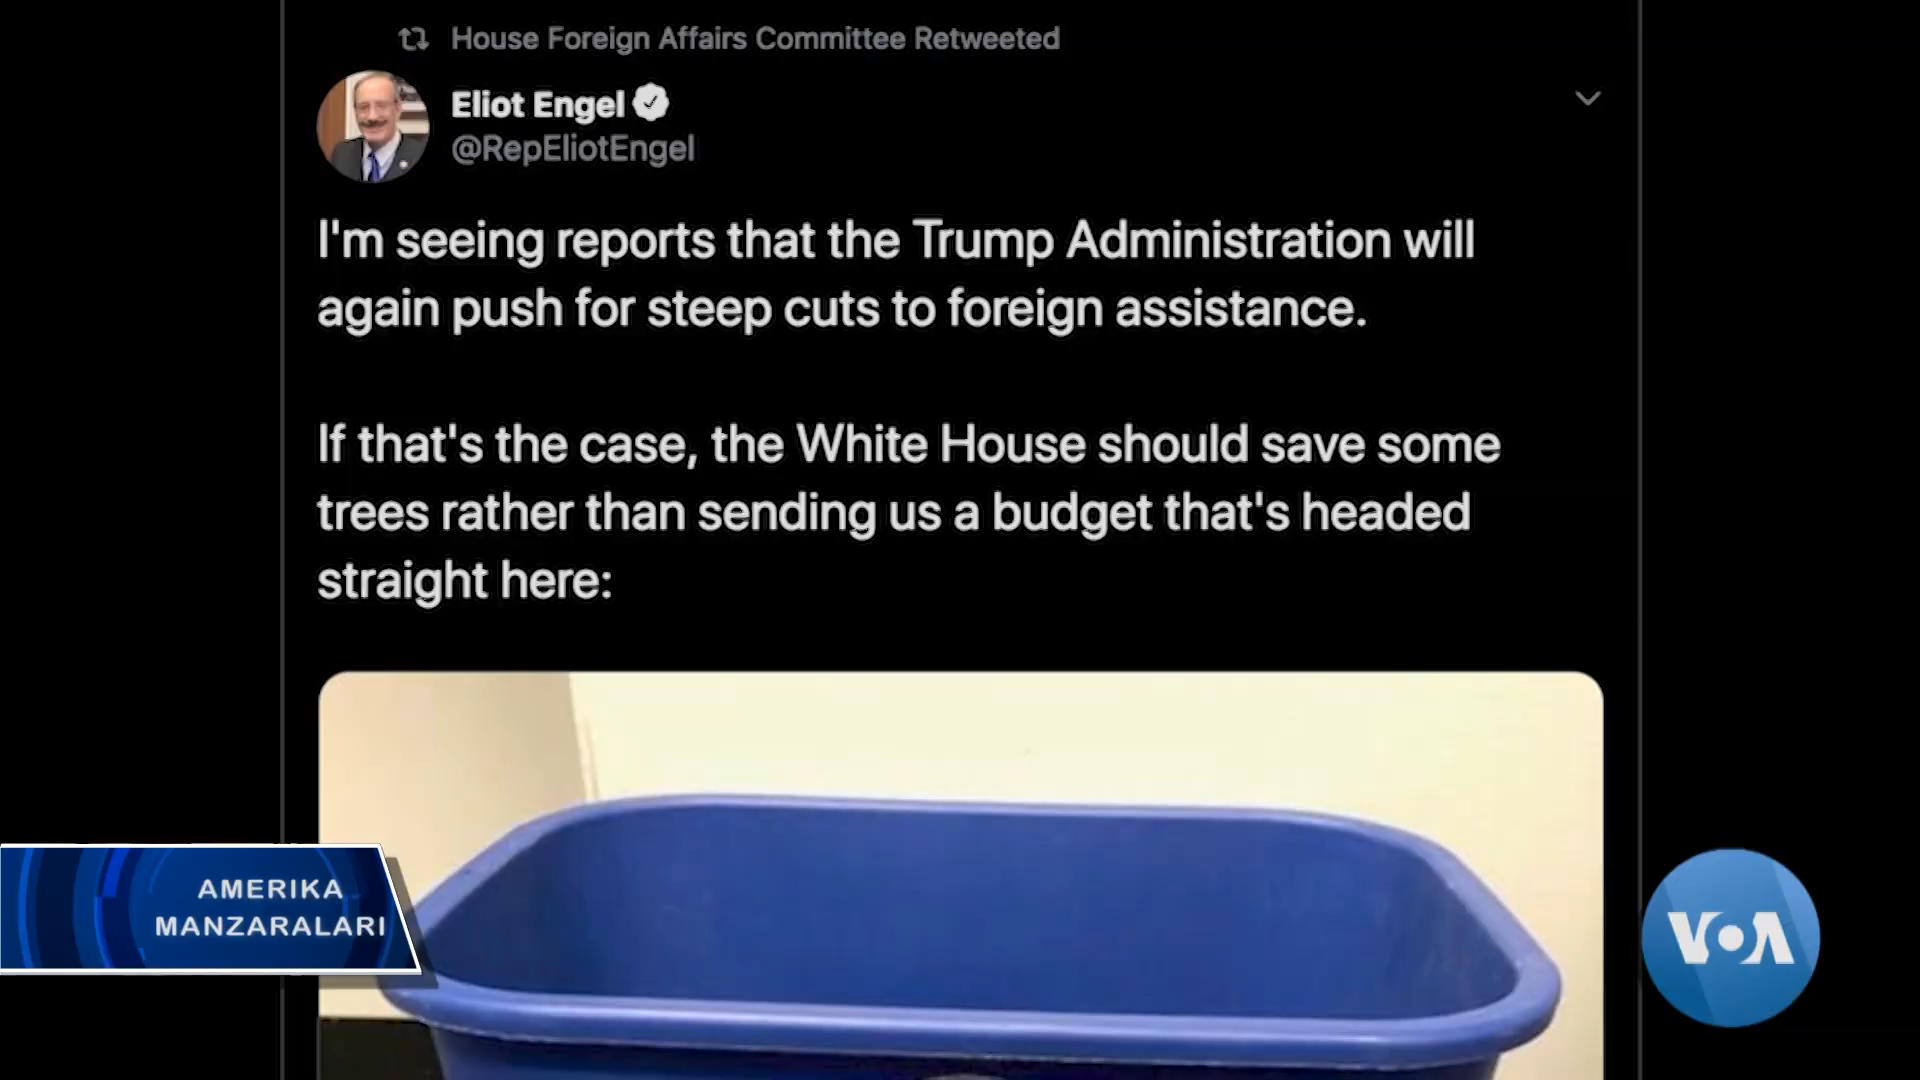 House Foreign Affairs Committee Retweeted
Eliot Engel
@RepEliotEngel
I'm seeing reports that the Trump Administration will
again push for steep cuts to foreign assistance.
If that's the case, the White House should save some
trees rather than sending us a budget that's headed
straight here:
AMERIKA
MANZARALARI
VOA